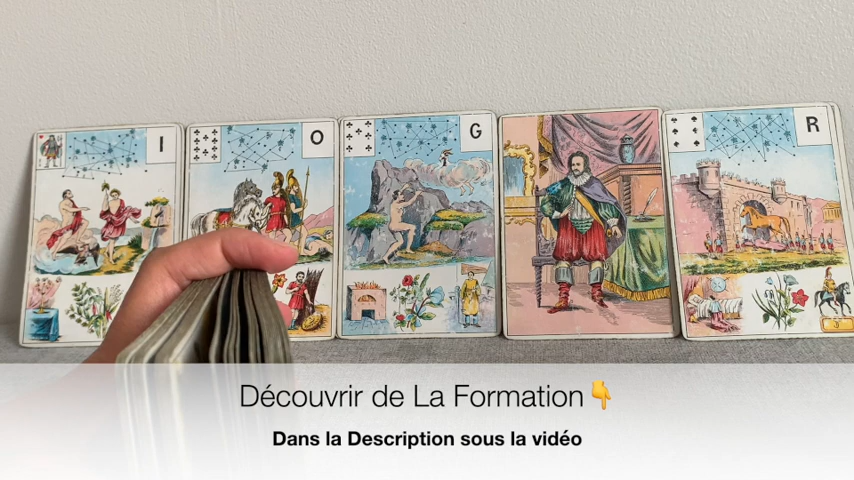 I
O
G
R
Découvrir de La Formation👇
Dans la Description sous la vidéo